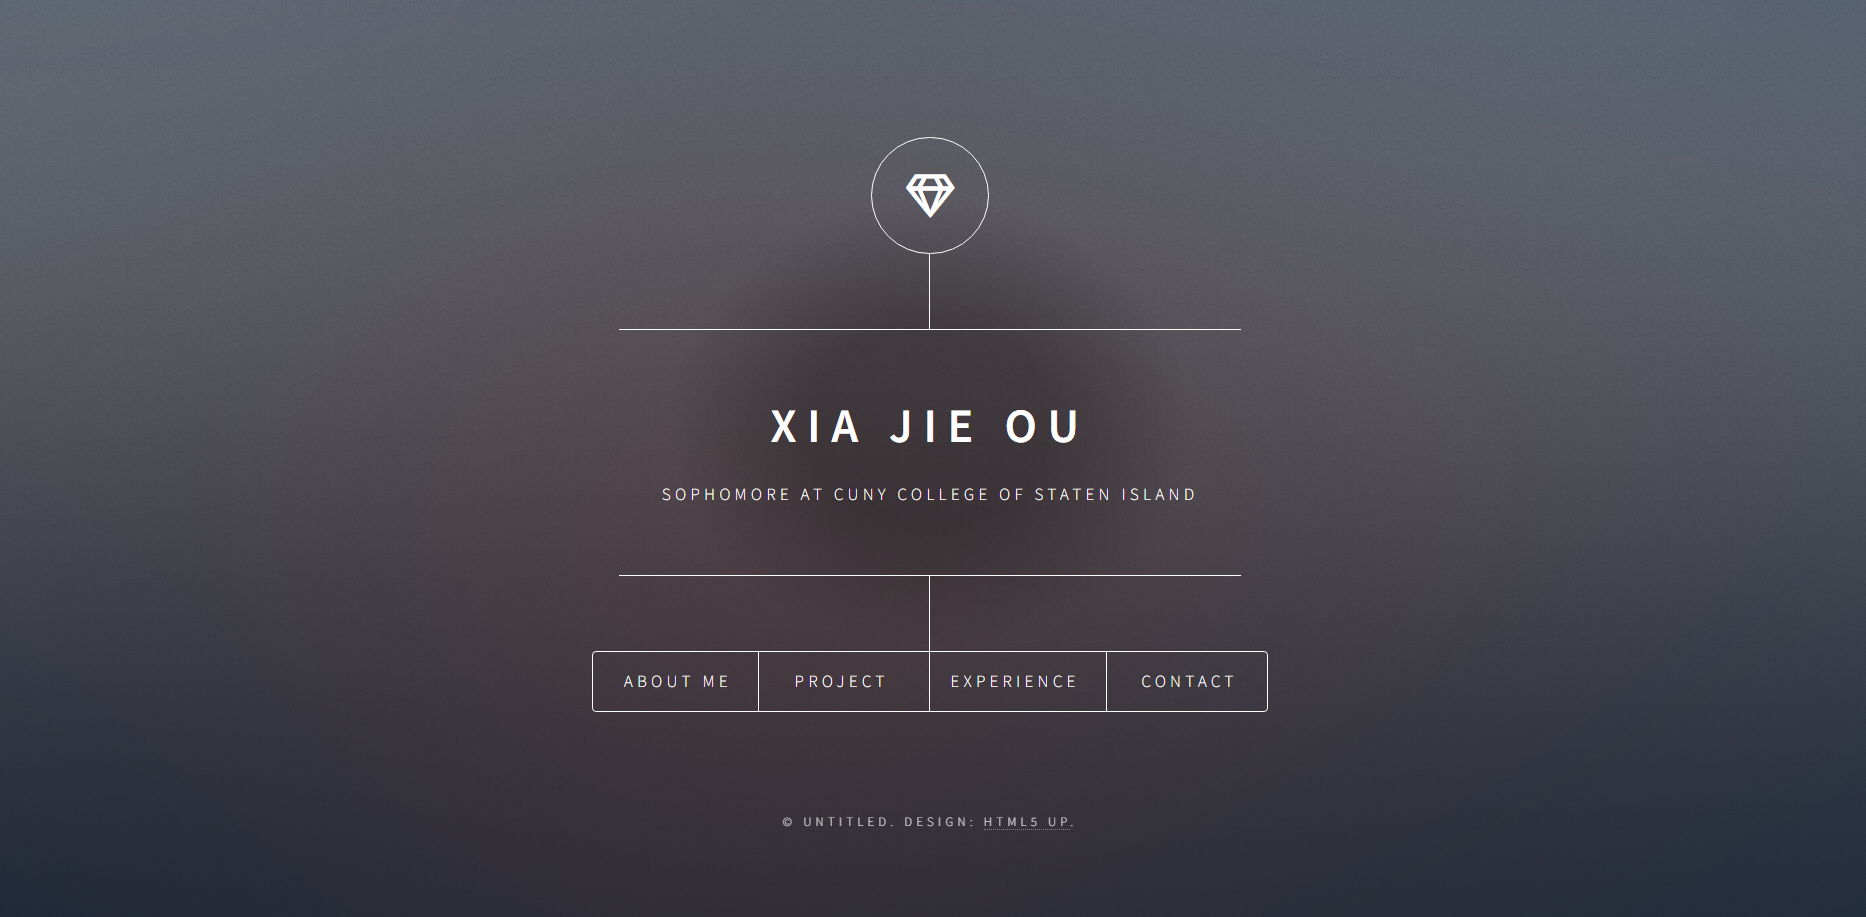 XIA JIE OU
SOPHOMORE AT CUNY COLLEGE OF STATEN ISLAND
ABOUT ME PROJECT EXPERIENCE CONTACT
© UNTITLED. DESIGN: HTML5 UP.